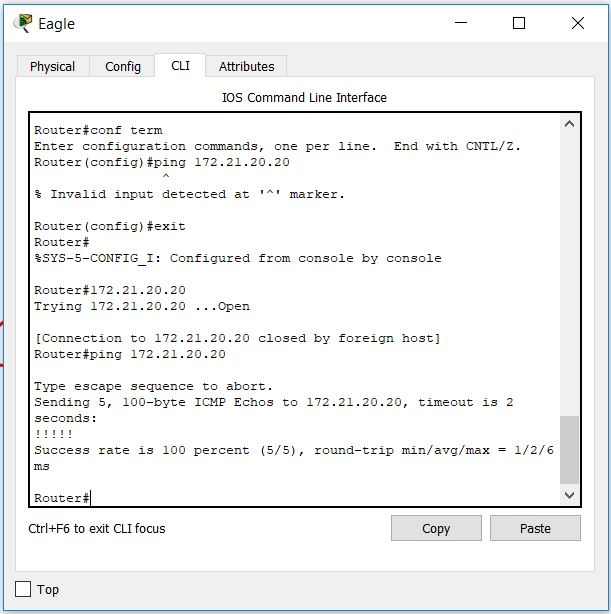 Eagle
Physical Config CLI Attributes
IOS Command Line Interface
Router#conf term
Enter configuration commands, one per line.  End with CNTL/Z.
Router(config)#ping 172.21.20.20
^
% Invalid input detected at '^' marker.
Router(config)#exit
Router#
%SYS-5-CONFIG_I: Configured from console by console
Router#172.21.20.20
Trying 172.21.20.20 ...Open
[Connection to 172.21.20.20 closed by foreign host]
Router#ping 172.21.20.20
Type escape sequence to abort.
Sending 5, 100-byte ICMP Echos to 172.21.20.20, timeout is 2
seconds:
!!!!!
Success rate is 100 percent (5/5), round-trip min/avg/max = 1/2/6
ms
Router#
Ctrl+F6 to exit CLI focus Copy Paste
Top